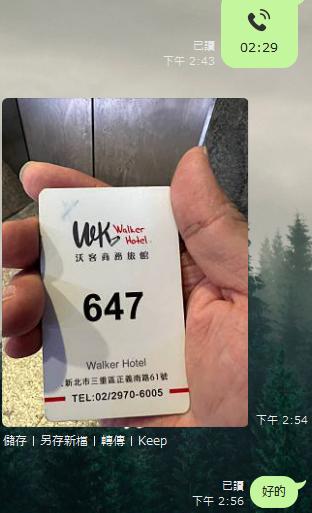 已讀
下午 2:43
02:29
WK Walker
Hotel
沃客商務旅館
647
Walker Hotel
新北市三重區正義南路61號
TEL:02/2970-6005
下午 2:54
儲存 | 另存新檔 | 轉傳 | Keep
已讀
下午 2:56
好的